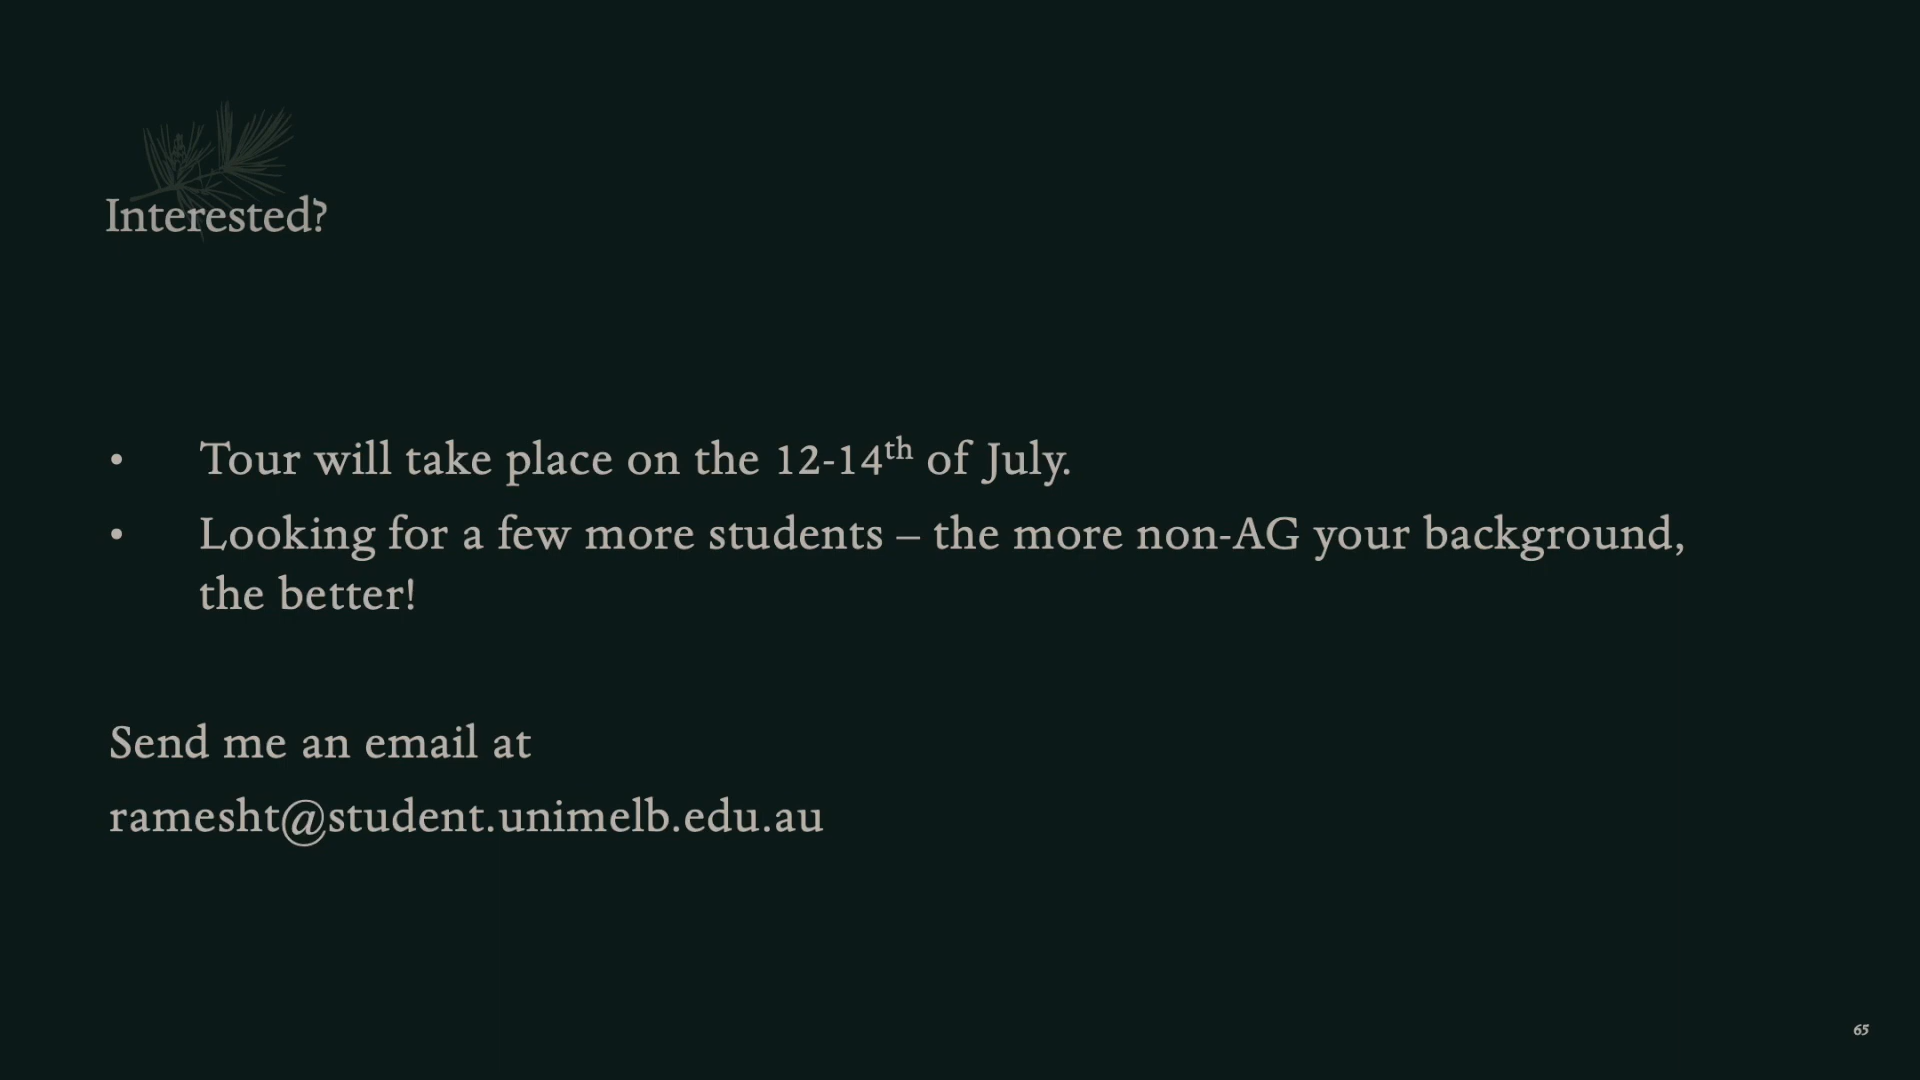 Interested?
• Tour will take place on the 12-14th of July.
• Looking for a few more students – the more non-AG your background,
the better!
Send me an email at
ramesht@student.unimelb.edu.au
65